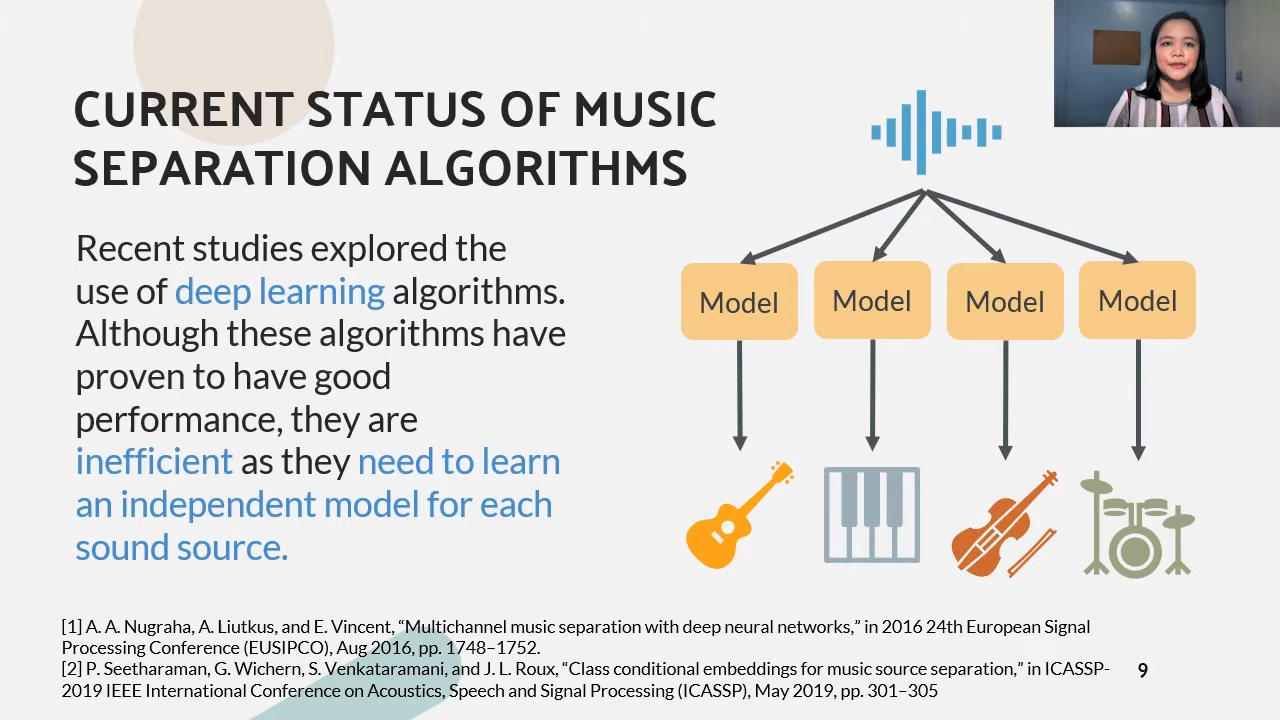 CURRENT STATUS OF MUSIC
SEPARATION ALGORITHMS
Recent studies explored the
use of deep learning algorithms.
Although these algorithms have
proven to have good
performance, they are
inefficient as they need to learn
an independent model for each
sound source.
Model
Model
Model
Model
[1] A. A. Nugraha, A. Liutkus, and E. Vincent, “Multichannel music separation with deep neural networks,” in 2016 24th European Signal
Processing Conference (EUSIPCO), Aug 2016, pp. 1748–1752.
[2] P. Seetharaman, G. Wichern, S. Venkataramani, and J. L. Roux, “Class conditional embeddings for music source separation,” in ICASSP-
2019 IEEE International Conference on Acoustics, Speech and Signal Processing (ICASSP), May 2019, pp. 301–305
9